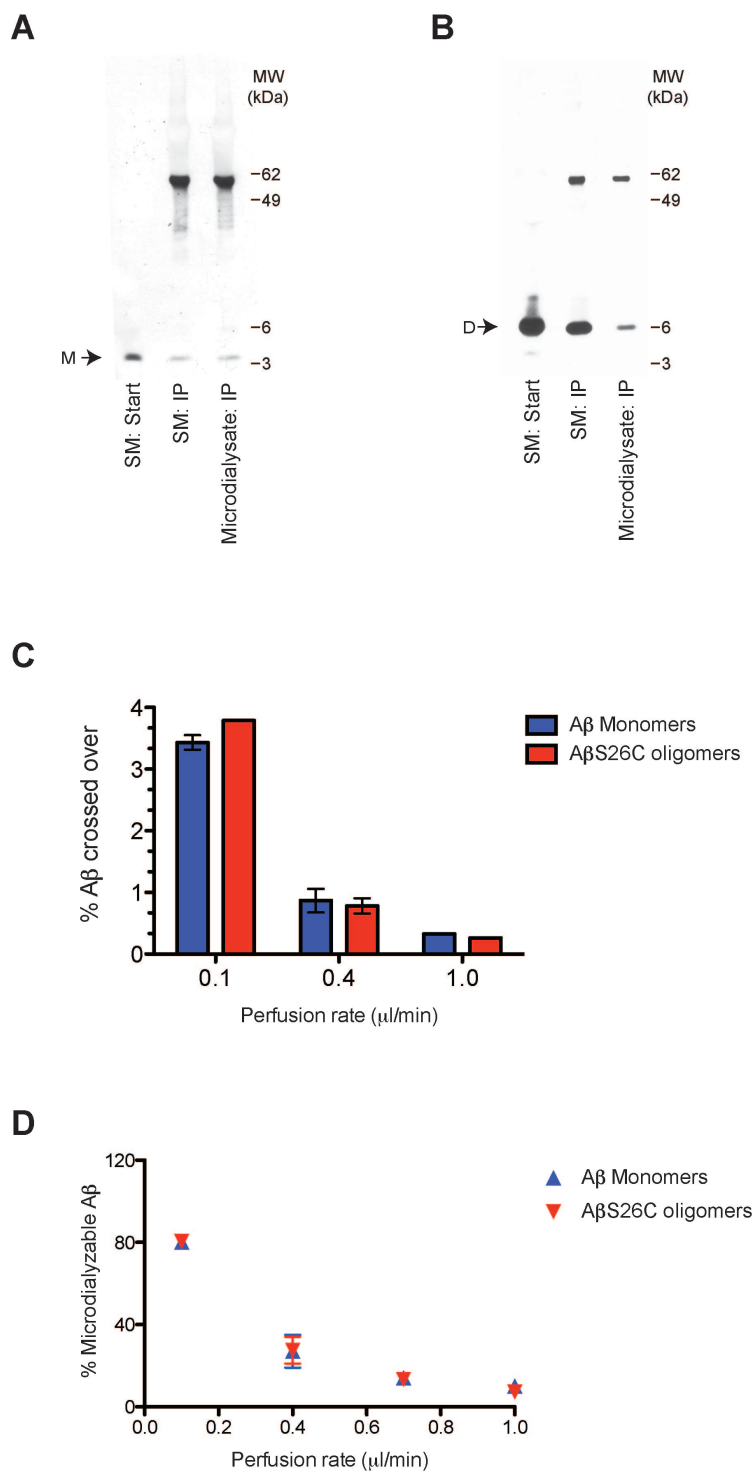 A
MW
(kDa)
62
49
6
M
3
SM: Start
SM: IP
Microdialysate: IP
B
MW
(kDa)
62
49
D
6
3
SM: Start
SM: IP
Microdialysate: IP
C
% Aβ crossed over
4
3
2
1
0
0.1 0.4 1.0
Perfusion rate (μl/min)
Aβ Monomers
AβS26C oligomers
D
% Microdialyzable Aβ
120
80
40
0
0.0 0.2 0.4 0.6 0.8 1.0
Perfusion rate (μl/min)
Aβ Monomers
AβS26C oligomers